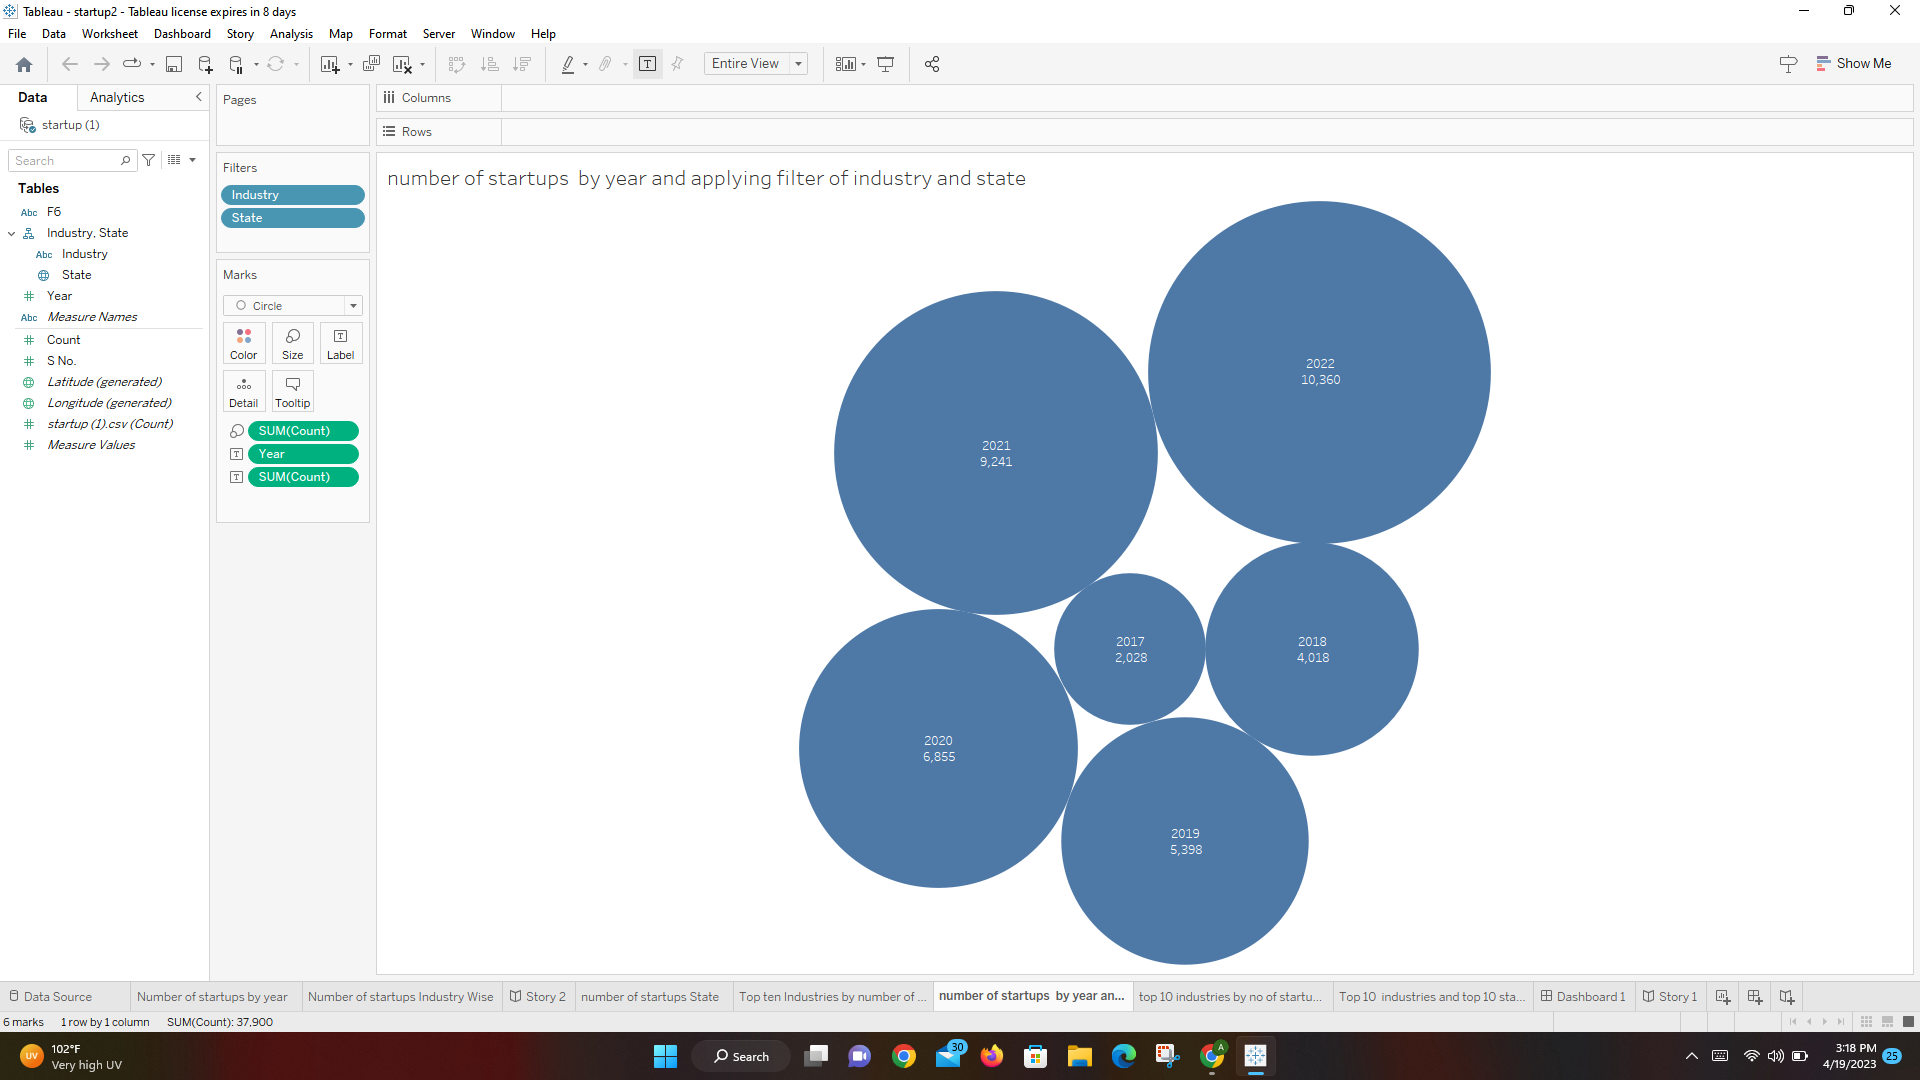 Tableau - startup2 - Tableau license expires in 8 days
File Data Worksheet Dashboard Story Analysis Map Format Server Window Help
Entire View
Show Me
Data Analytics
startup (1)
Search
Tables
Abc F6
Industry, State
Abc Industry
State
Year
Abc Measure Names
Count
S No.
Latitude (generated)
Longitude (generated)
startup (1).csv (Count)
Measure Values
Pages
Filters
Industry
State
Marks
Circle
Color Size Label
Detail Tooltip
SUM(Count)
Year
SUM(Count)
Columns
Rows
number of startups  by year and applying filter of industry and state
2022
10,360
2021
9,241
2017
2,028
2018
4,018
2020
6,855
2019
5,398
Data Source Number of startups by year Number of startups Industry Wise Story 2 number of startups State Top ten Industries by number of ... number of startups  by year an... top 10 industries by no of startu... Top 10  industries and top 10 sta... Dashboard 1 Story 1
6 marks 1 row by 1 column SUM(Count): 37,900
UV 102°F
Very high UV
Search
30
A
3:18 PM
4/19/2023
25